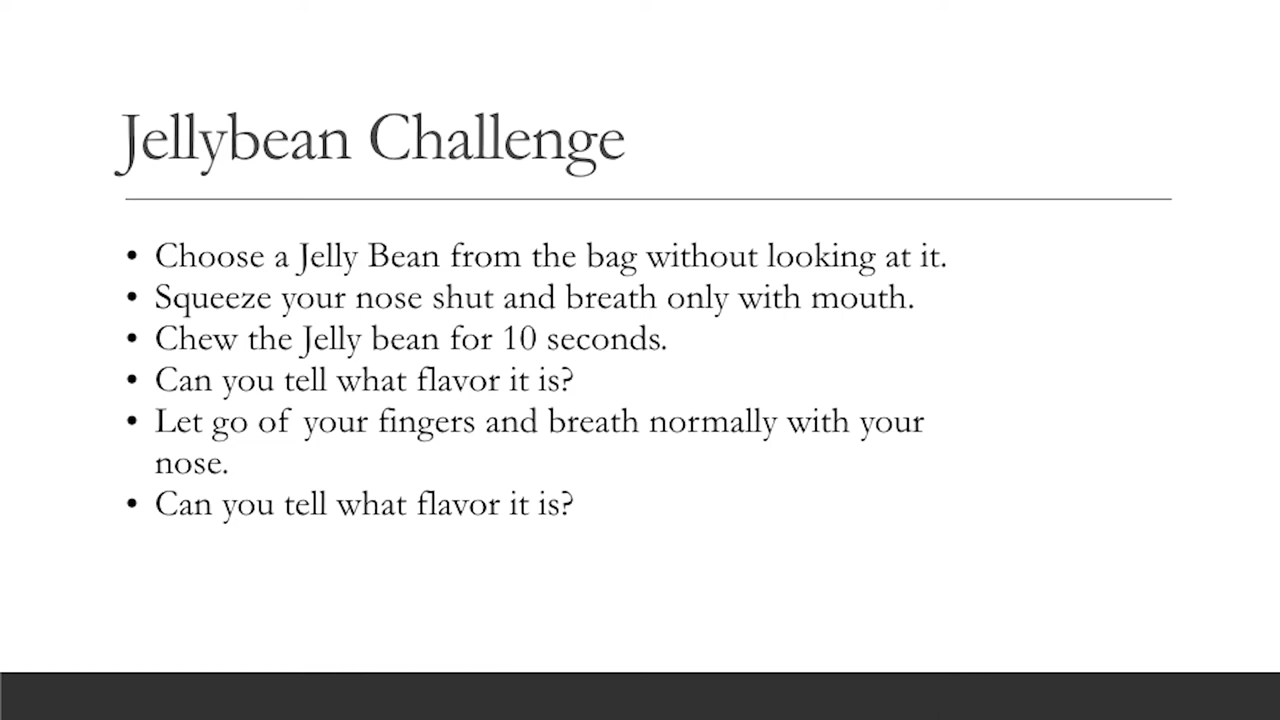 Jellybean Challenge
• Choose a Jelly Bean from the bag without looking at it.
• Squeeze your nose shut and breath only with mouth.
• Chew the Jelly bean for 10 seconds.
• Can you tell what flavor it is?
• Let go of your fingers and breath normally with your
nose.
• Can you tell what flavor it is?